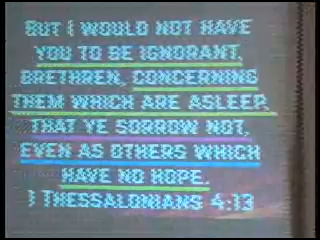 BUT I WOULD NOT HAVE
YOU TO BE IGNORANT,
BRETHREN, CONCERNING
THEM WHICH ARE ASLEEP,
THAT YE SORROW NOT,
EVEN AS OTHERS WHICH
HAVE NO HOPE.
1 THESSALONIANS 4:13